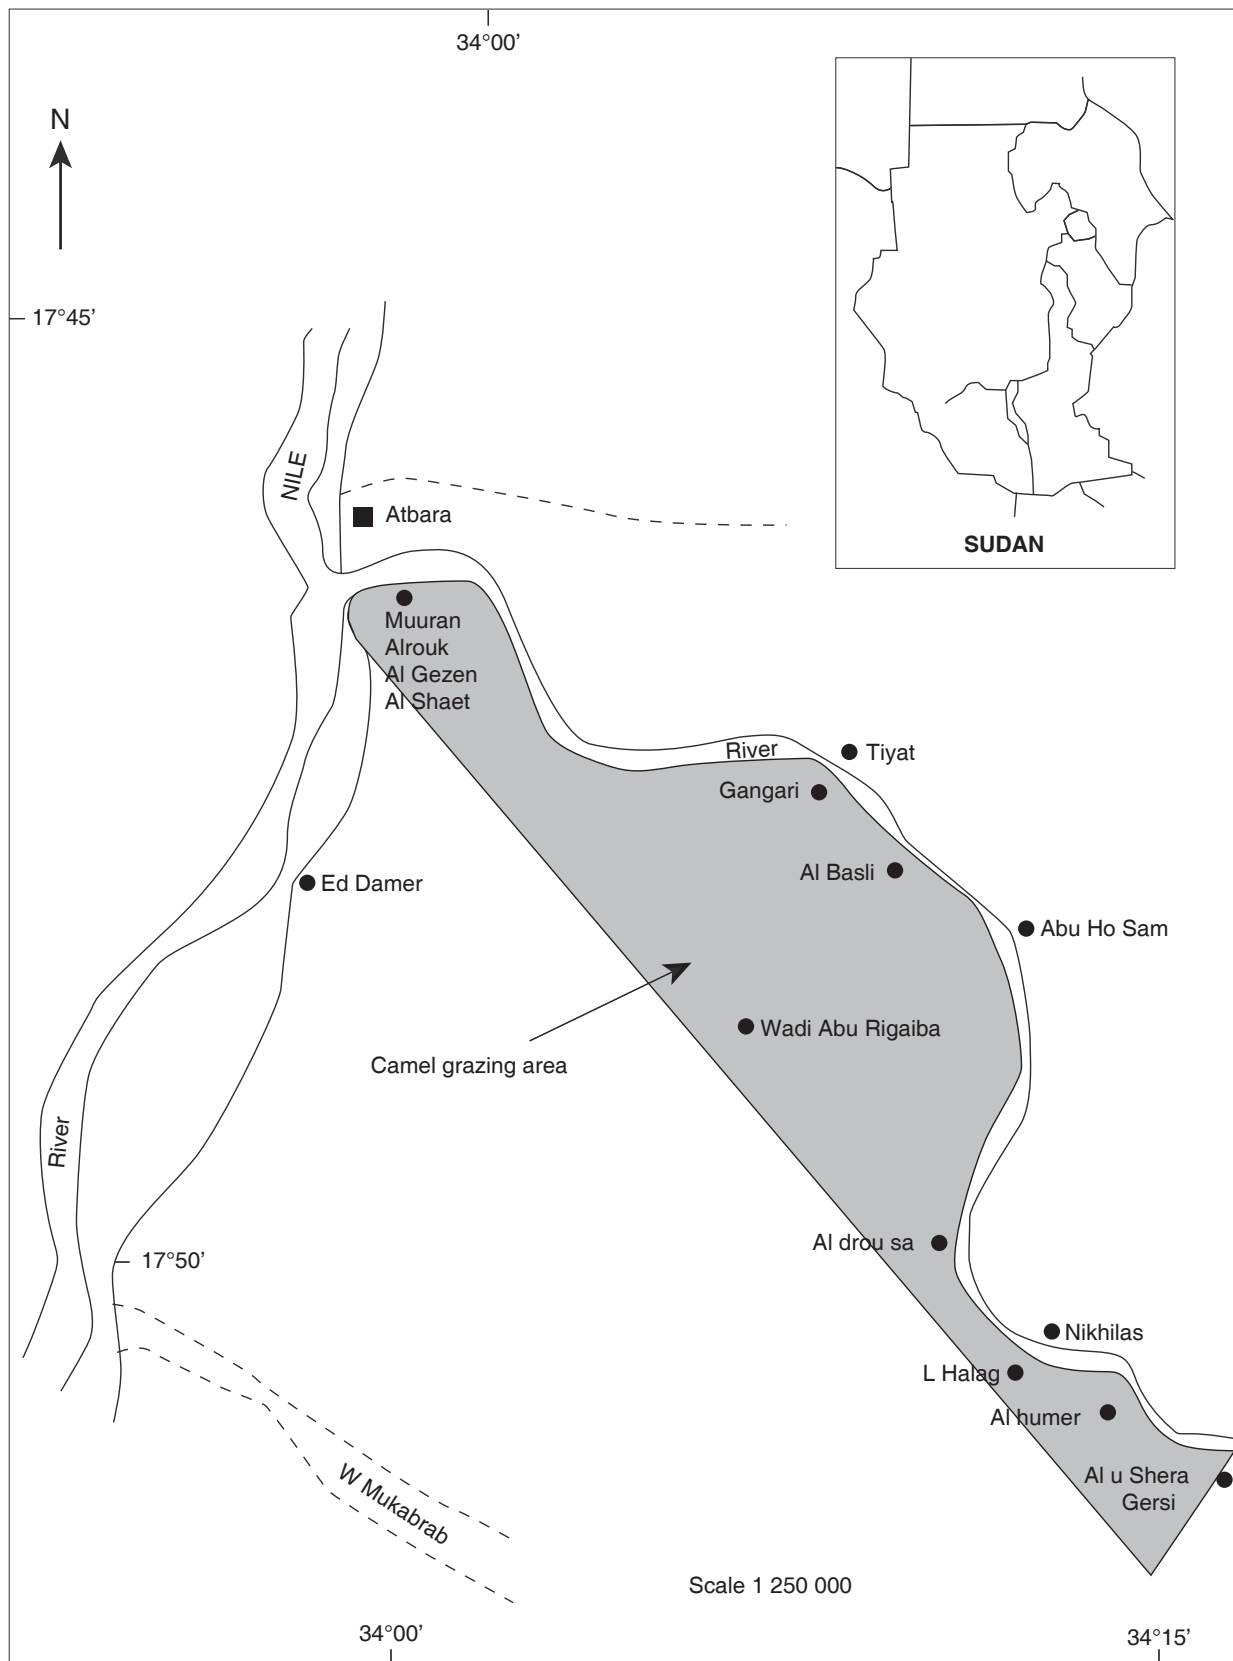 34°00'
N
17°45'
SUDAN
NILE
Atbara
Muuran
Alrouk
Al Gezen
Al Shaet
River
Tiyat
Gangari
Al Basli
Ed Damer
Abu Ho Sam
Wadi Abu Rigaiba
Camel grazing area
River
Al drou sa
17°50'
Nikhilas
L Halag
Al humer
Al u Shera
Gersi
W Mukabrab
Scale 1 250 000
34°00'
34°15'